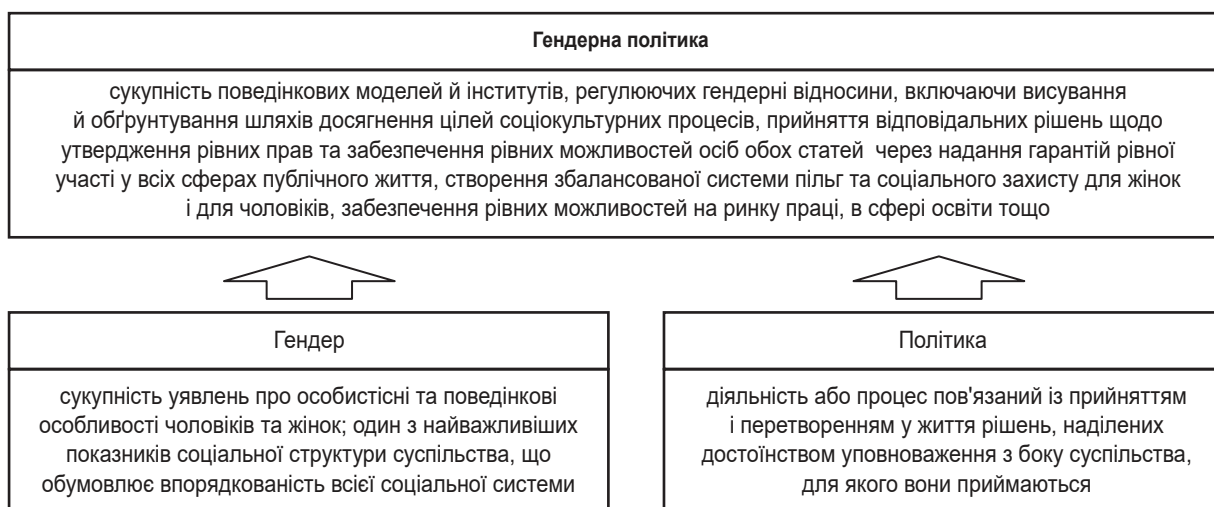 Гендерна політика
сукупність поведінкових моделей й інститутів, регулюючих гендерні відносини, включаючи висування
й обґрунтування шляхів досягнення цілей соціокультурних процесів, прийняття відповідальних рішень щодо
утвердження рівних прав та забезпечення рівних можливостей осіб обох статей через надання гарантій рівної
участі у всіх сферах публічного життя, створення збалансованої системи пільг та соціального захисту для жінок
і для чоловіків, забезпечення рівних можливостей на ринку праці, в сфері освіти тощо
Гендер
сукупність уявлень про особистісні та поведінкові
особливості чоловіків та жінок; один з найважливіших
показників соціальної структури суспільства, що
обумовлює впорядкованість всієї соціальної системи
Політика
діяльність або процес пов'язаний із прийняттям
і перетворенням у життя рішень, наділених
достоїнством уповноваження з боку суспільства,
для якого вони приймаються